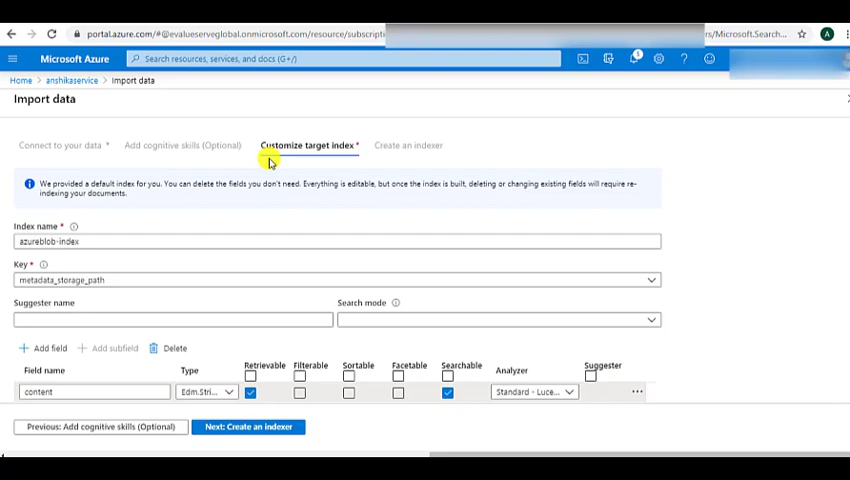 portal.azure.com/#@evalueserveglobal.onmicrosoft.com/resource/subscripti
rs/Microsoft.Search...
A
Microsoft Azure
Search resources, services, and docs (G+/)
Home > anshikaservice > Import data
Import data
Connect to your data * Add cognitive skills (Optional) Customize target index * Create an indexer
We provided a default index for you. You can delete the fields you don't need. Everything is editable, but once the index is built, deleting or changing existing fields will require re-
indexing your documents.
Index name *
azureblob-index
Key *
metadata_storage_path
Suggester name Search mode
+ Add field + Add subfield Delete
Field name Type Retrievable Filterable Sortable Facetable Searchable Analyzer Suggester
content Edm.Stri... Standard - Luce... ...
Previous: Add cognitive skills (Optional) Next: Create an indexer